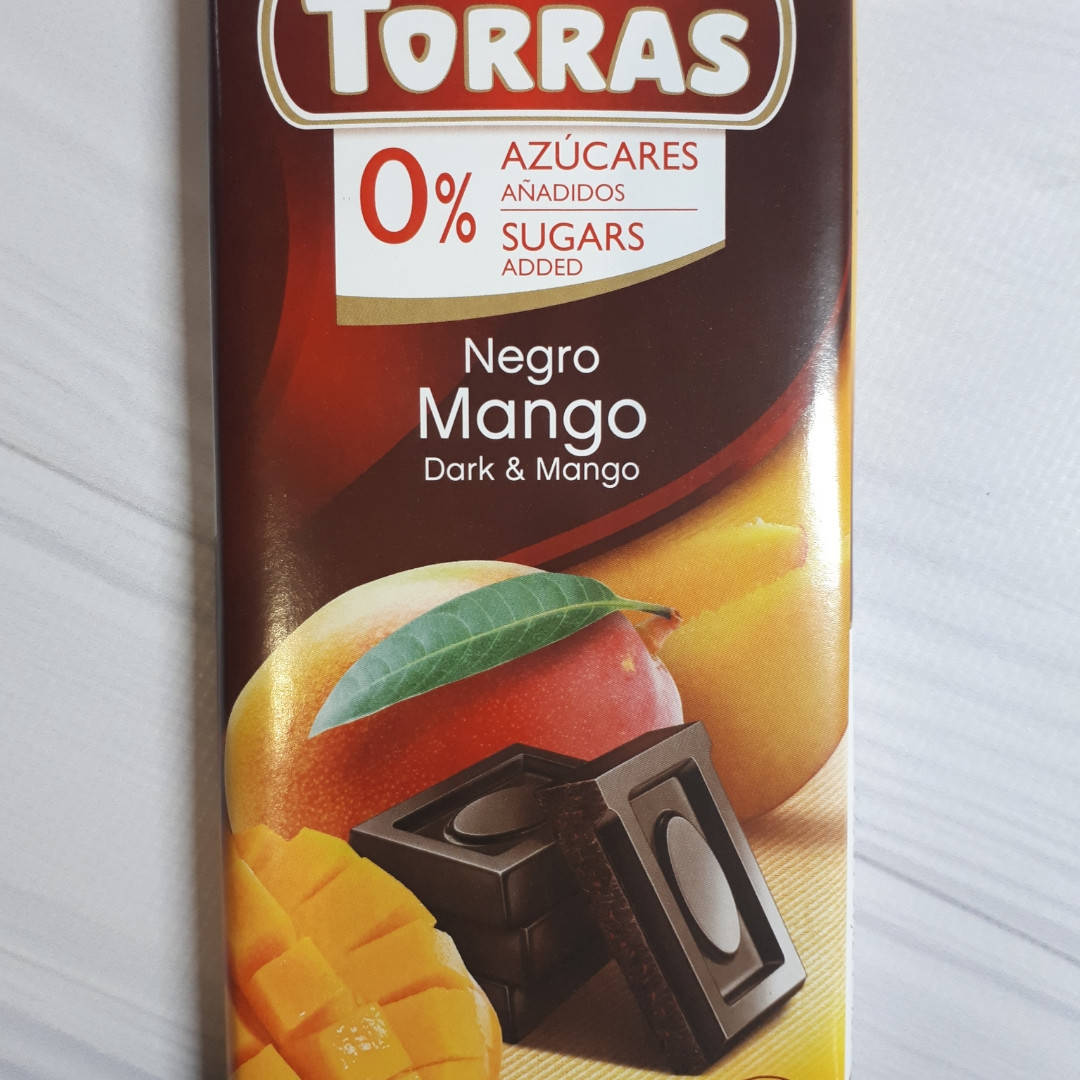 TORRAS
0%
AZÚCARES
AÑADIDOS
SUGARS
ADDED
Negro
Mango
Dark & Mango